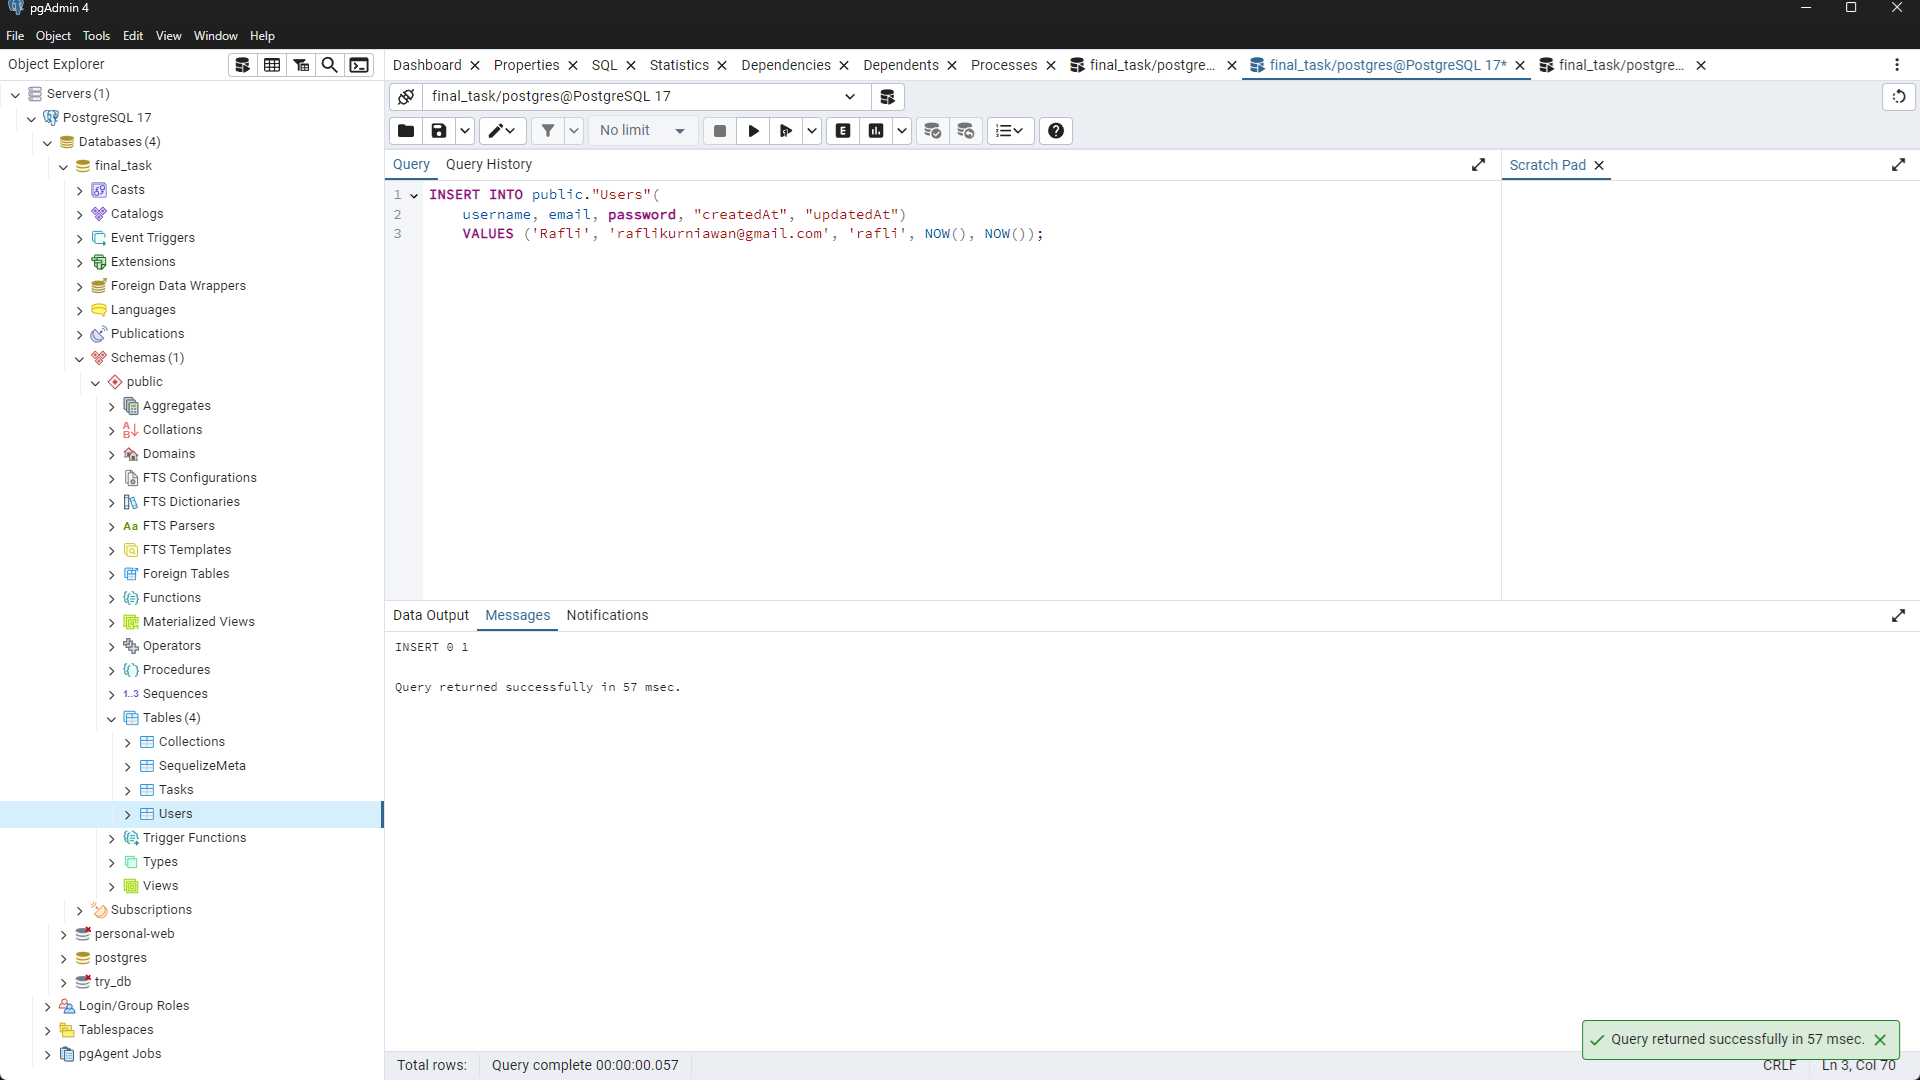 pgAdmin 4
File Object Tools Edit View Window Help
Object Explorer
Dashboard Properties SQL Statistics Dependencies Dependents Processes final_task/postgre... final_task/postgres@PostgreSQL 17* final_task/postgre...
final_task/postgres@PostgreSQL 17
No limit
E
Query Query History
Scratch Pad
1 INSERT INTO public."Users"(
2 username, email, password, "createdAt", "updatedAt")
3 VALUES ('Rafli', 'raflikurniawan@gmail.com', 'rafli', NOW(), NOW());
Servers (1)
PostgreSQL 17
Databases (4)
final_task
Casts
Catalogs
Event Triggers
Extensions
Foreign Data Wrappers
Languages
Publications
Schemas (1)
public
Aggregates
Collations
Domains
FTS Configurations
FTS Dictionaries
Aa FTS Parsers
FTS Templates
Foreign Tables
Functions
Materialized Views
Operators
Procedures
1..3 Sequences
Tables (4)
Collections
SequelizeMeta
Tasks
Users
Trigger Functions
Types
Views
Subscriptions
personal-web
postgres
try_db
Login/Group Roles
Tablespaces
pgAgent Jobs
Data Output Messages Notifications
INSERT 0 1
Query returned successfully in 57 msec.
Query returned successfully in 57 msec.
Total rows: Query complete 00:00:00.057 CRLF Ln 3, Col 70